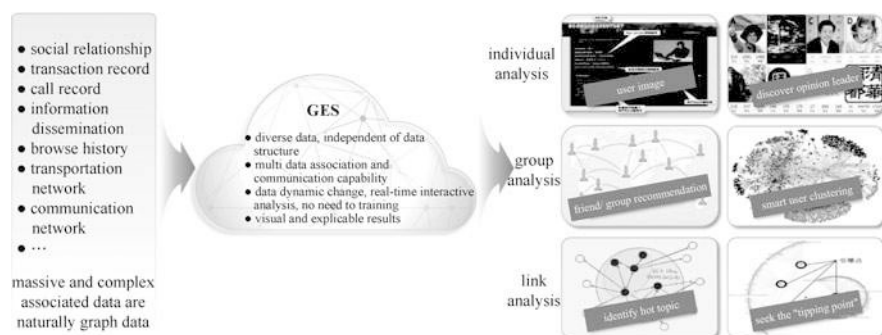 ● social relationship
● transaction record
● call record
● information
dissemination
● browse history
● transportation
network
● communication
network
● …
massive and complex
associated data are
naturally graph data
GES
● diverse data, independent of data
structure
● multi data association and
communication capability
● data dynamic change, real-time interactive
analysis, no need to training
● visual and explicable results
individual
analysis
user image
discover opinion leader
group
analysis
friend/ group recommendation
smart user clustering
link
analysis
identify hot topic
seek the "tipping point"